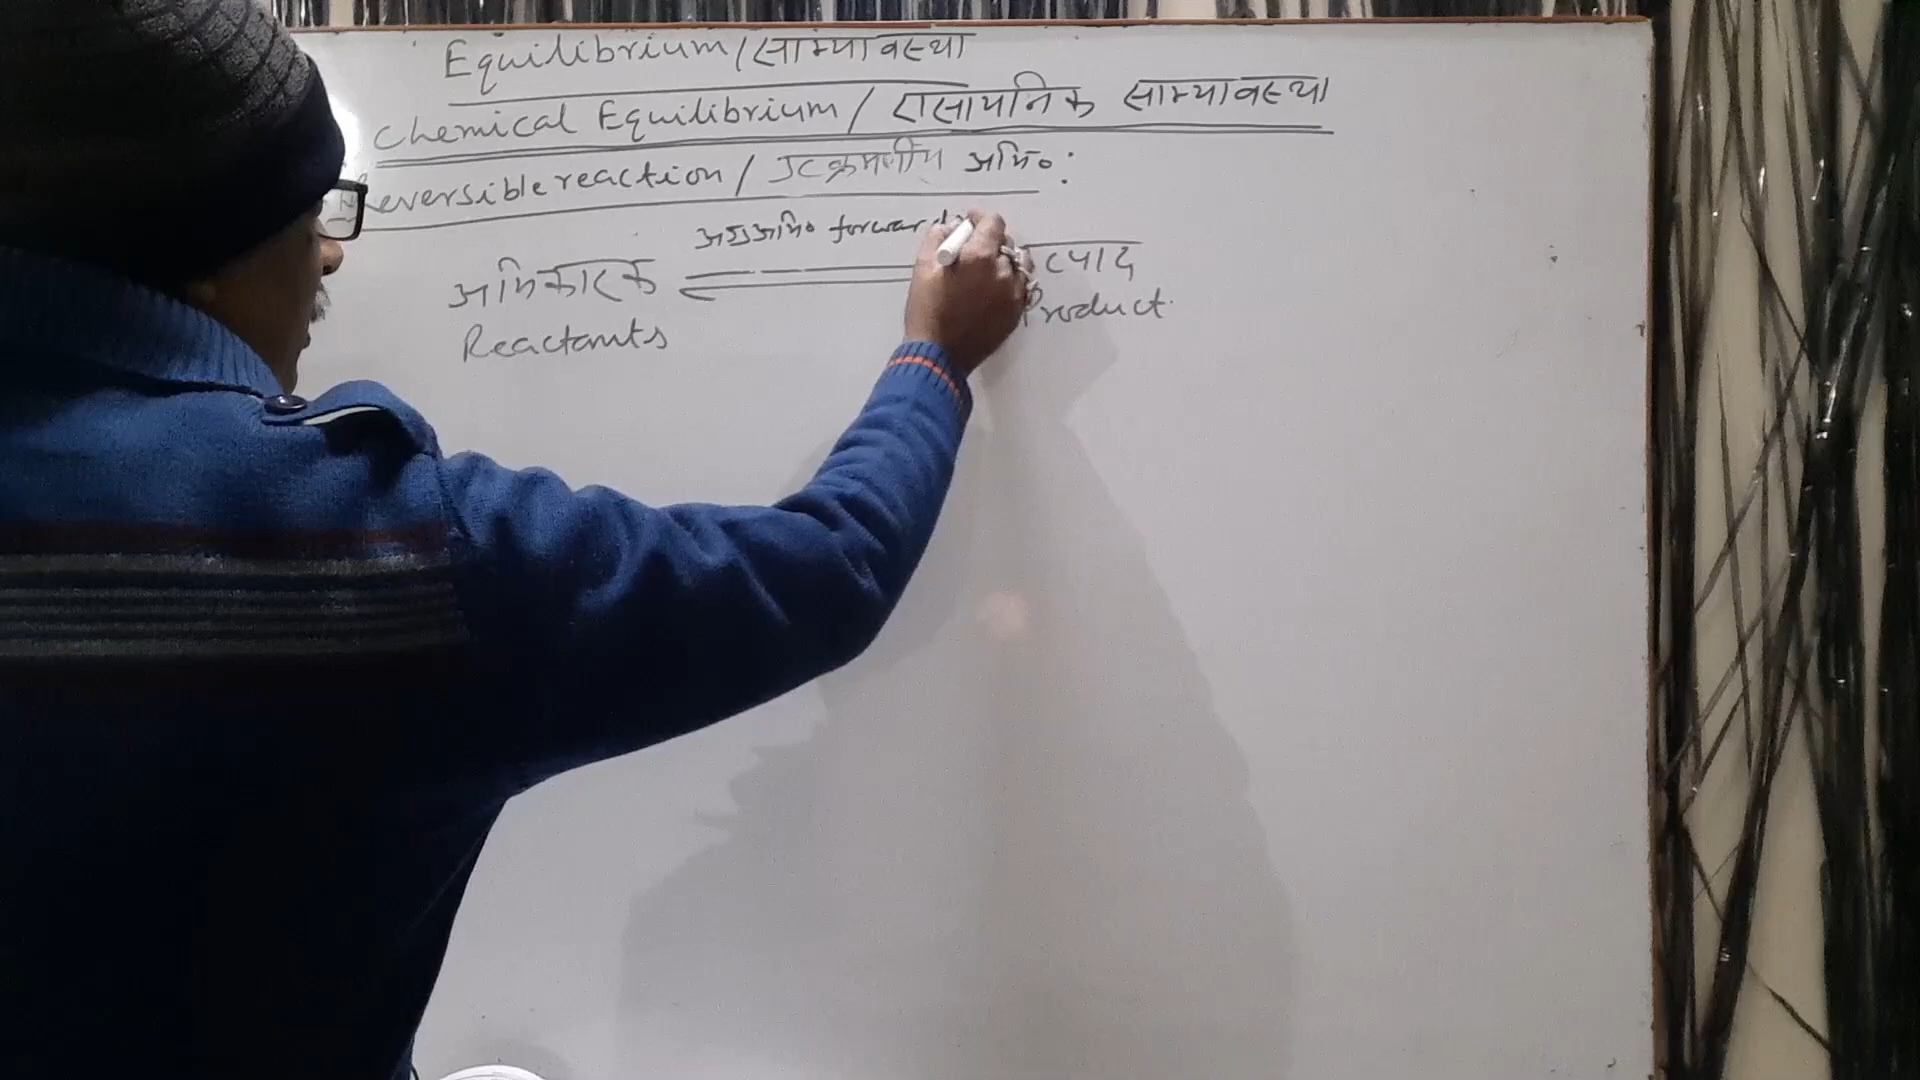 Equilibrium/साम्यावस्था
Chemical Equilibrium/ रासायनिक साम्यावस्था
Reversible reaction/ उत्क्रमणीय अभि०:
अग्रअभि० forward
अभिकारक त्पाद
Reactants Product